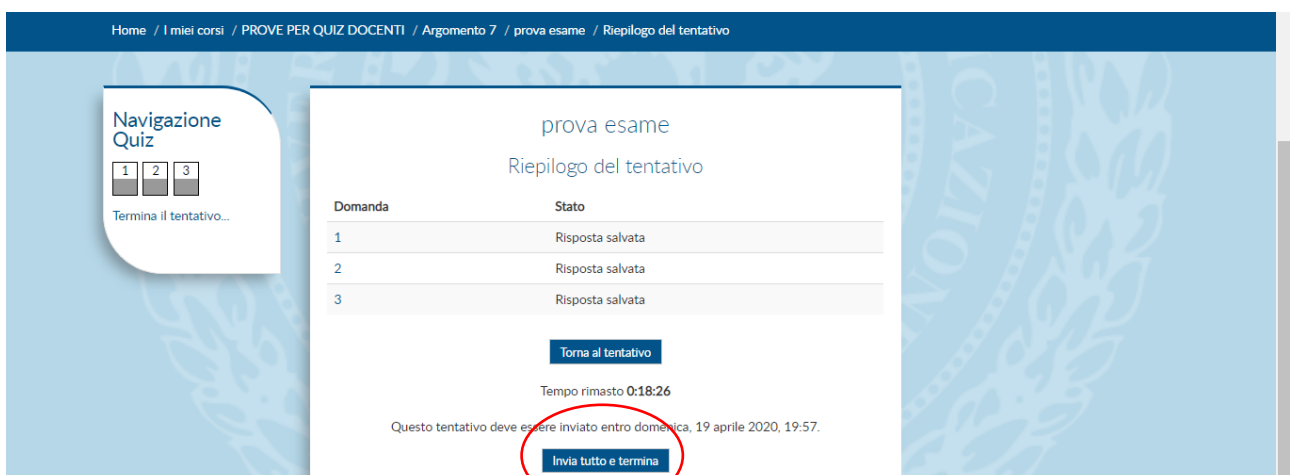 Home / I miei corsi / PROVE PER QUIZ DOCENTI / Argomento 7 / prova esame / Riepilogo del tentativo
Navigazione
Quiz
1 2 3
Termina il tentativo...
prova esame
Riepilogo del tentativo
Domanda Stato
1 Risposta salvata
2 Risposta salvata
3 Risposta salvata
Torna al tentativo
Tempo rimasto 0:18:26
Questo tentativo deve essere inviato entro domenica, 19 aprile 2020, 19:57.
Invia tutto e termina